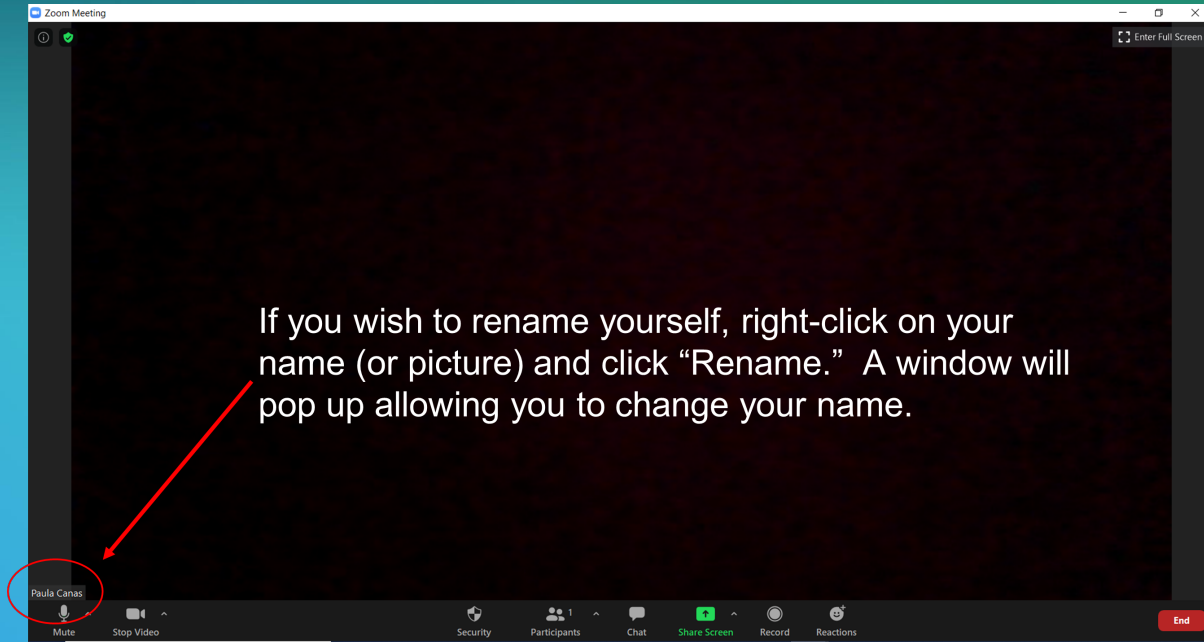 Zoom Meeting
Enter Full Screen
If you wish to rename yourself, right-click on your
name (or picture) and click “Rename.”  A window will
pop up allowing you to change your name.
Paula Canas
1
Mute
Stop Video
Security
Participants
Chat
Share Screen
Record
Reactions
End